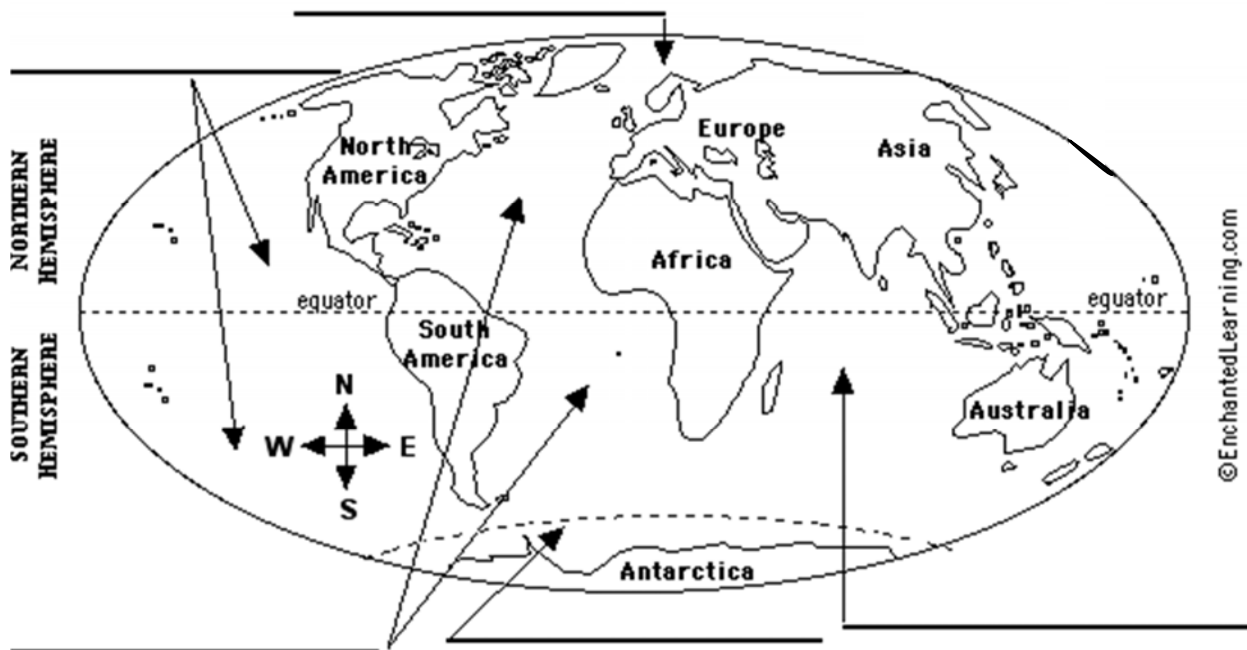 NORTHERN
HEMISPHERE
North
America
Europe
Asia
Africa
equator
equator
South
America
SOUTHERN
HEMISPHERE
N
W
E
S
Australia
Antarctica
©EnchantedLearning.com